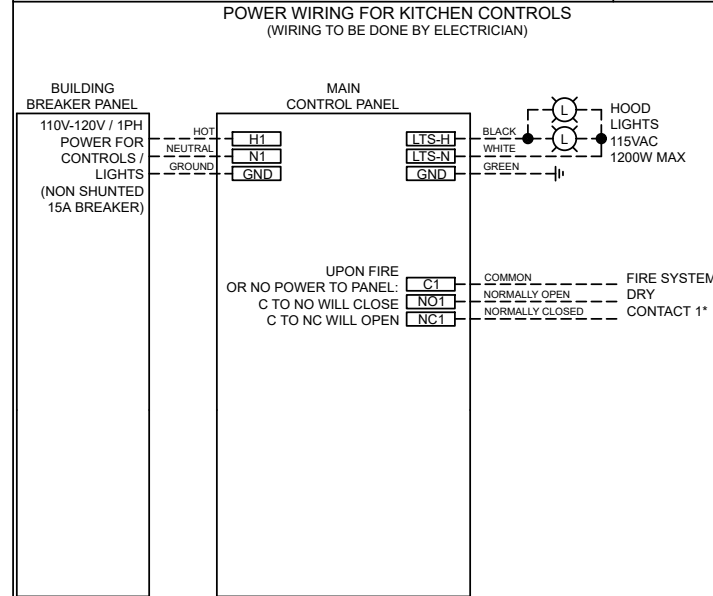 POWER WIRING FOR KITCHEN CONTROLS
(WIRING TO BE DONE BY ELECTRICIAN)
BUILDING
BREAKER PANEL
110V-120V / 1PH
POWER FOR
CONTROLS /
LIGHTS
(NON SHUNTED
15A BREAKER)
HOT
NEUTRAL
GROUND
MAIN
CONTROL PANEL
H1
N1
GND
LTS-H
LTS-N
GND
BLACK
WHITE
GREEN
L
L
HOOD
LIGHTS
115VAC
1200W MAX
UPON FIRE
OR NO POWER TO PANEL:
C TO NO WILL CLOSE
C TO NC WILL OPEN
C1
NO1
NC1
COMMON
NORMALLY OPEN
NORMALLY CLOSED
FIRE SYSTEM
DRY
CONTACT 1*